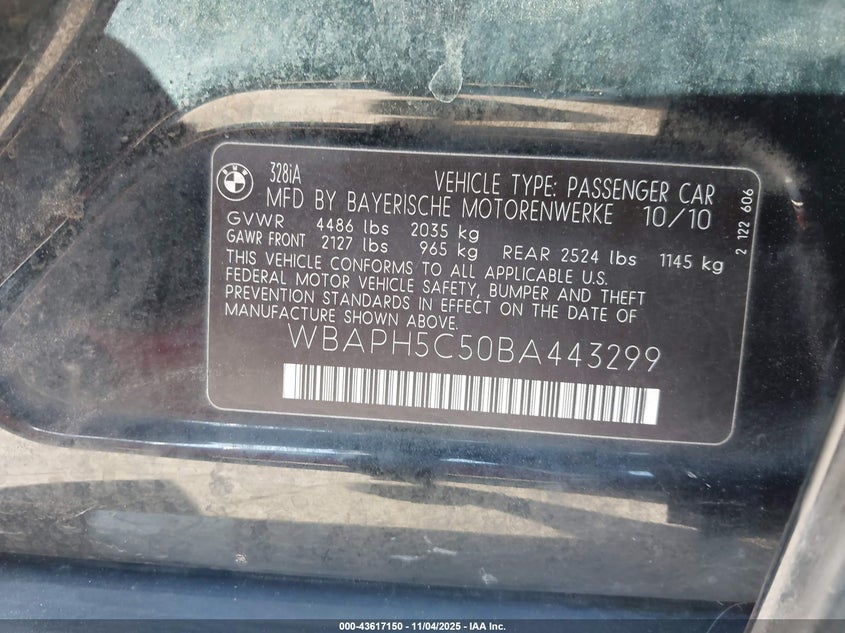 BMW
328iA
VEHICLE TYPE: PASSENGER CAR
MFD BY BAYERISCHE MOTORENWERKE 10/10
GVWR 4486 lbs 2035 kg
GAWR FRONT 2127 lbs 965 kg REAR 2524 lbs 1145 kg
THIS VEHICLE CONFORMS TO ALL APPLICABLE U.S.
FEDERAL MOTOR VEHICLE SAFETY, BUMPER AND THEFT
PREVENTION STANDARDS IN EFFECT ON THE DATE OF
MANUFACTURE SHOWN ABOVE.
WBAPH5C50BA443299
2 122 606
000-43617150 - 11/04/2025 - IAA Inc.